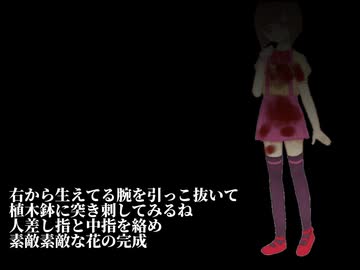 右から生えてる腕を引っこ抜いて
植木鉢に突き刺してみるね
人差し指と中指を絡め
素敵素敵な花の完成